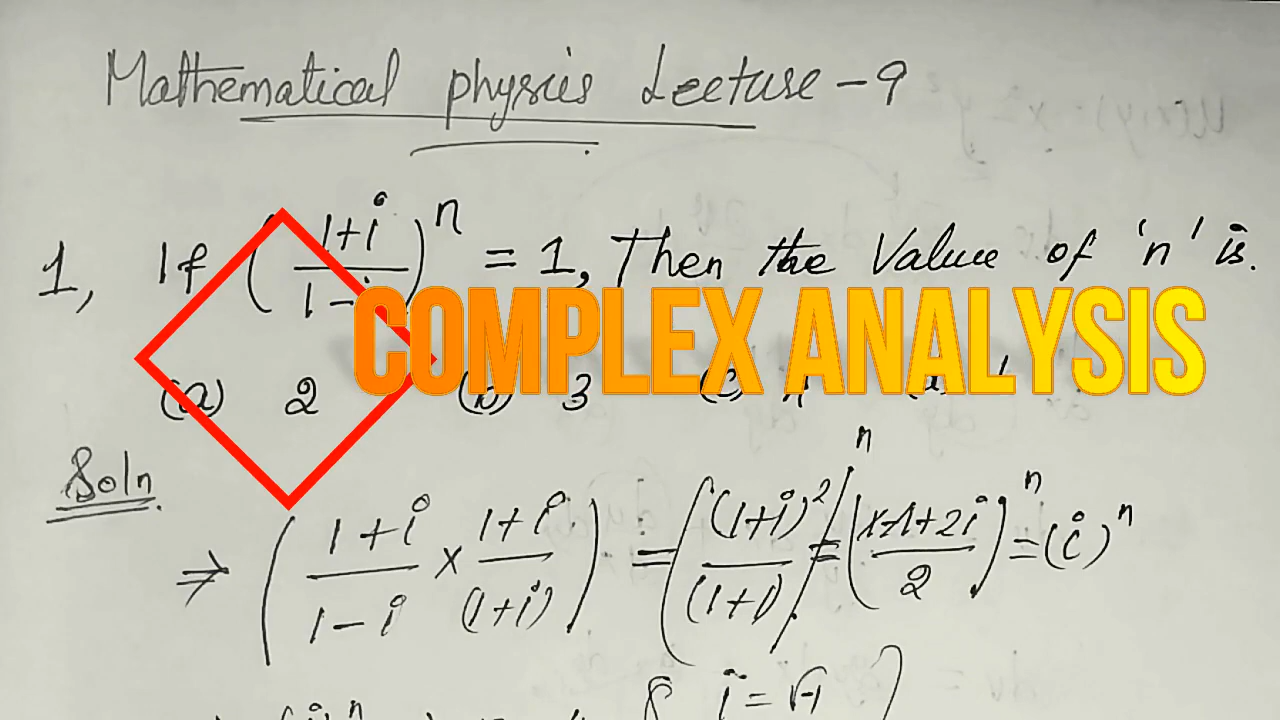 Mathematical physics Lecture - 9
1, If ( 1+i / 1-i )^n = 1, Then the Value of 'n' is.
COMPLEX ANALYSIS
(a) 2 (b) 3
Soln
⇒ ( 1+i / 1-i × 1+i / (1+i) ) = ( (1+i)^2 / (1+1) )^n = ( 1-1+2i / 2 )^n = (i)^n
i = √-1